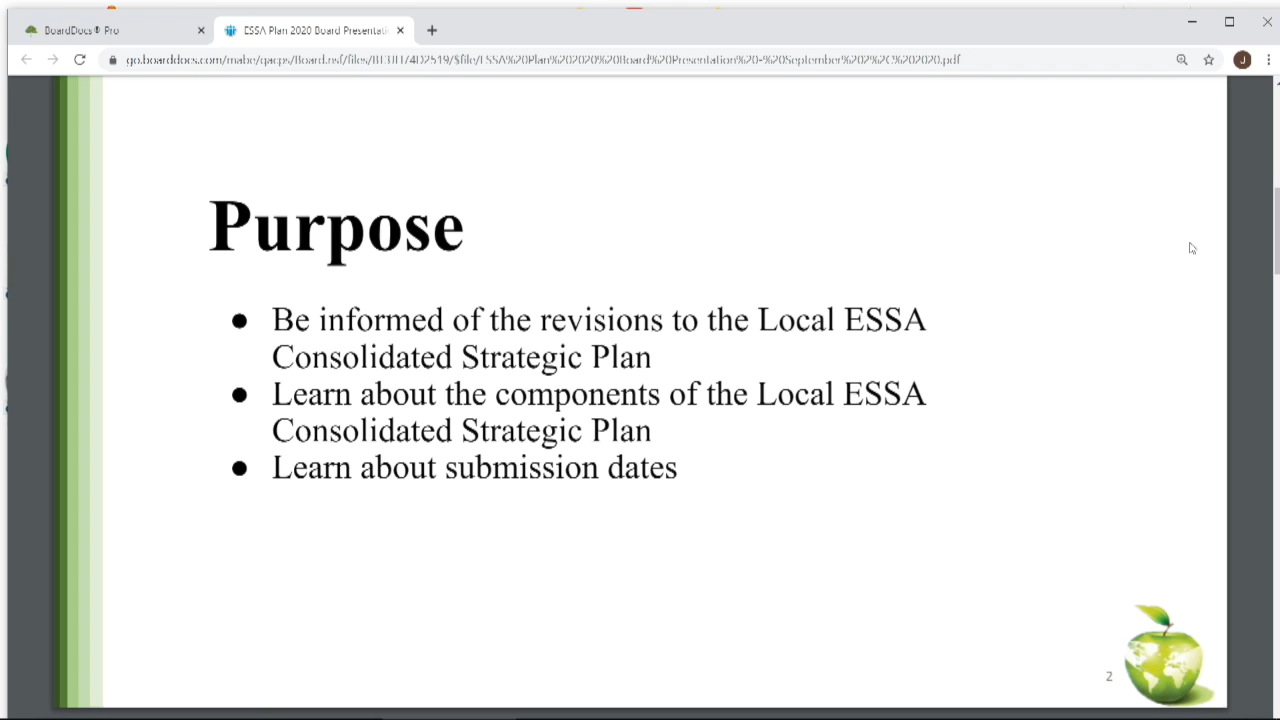 BoardDocs® Pro
ESSA Plan 2020 Board Presentati
J
Purpose
● Be informed of the revisions to the Local ESSA
Consolidated Strategic Plan
● Learn about the components of the Local ESSA
Consolidated Strategic Plan
● Learn about submission dates
2